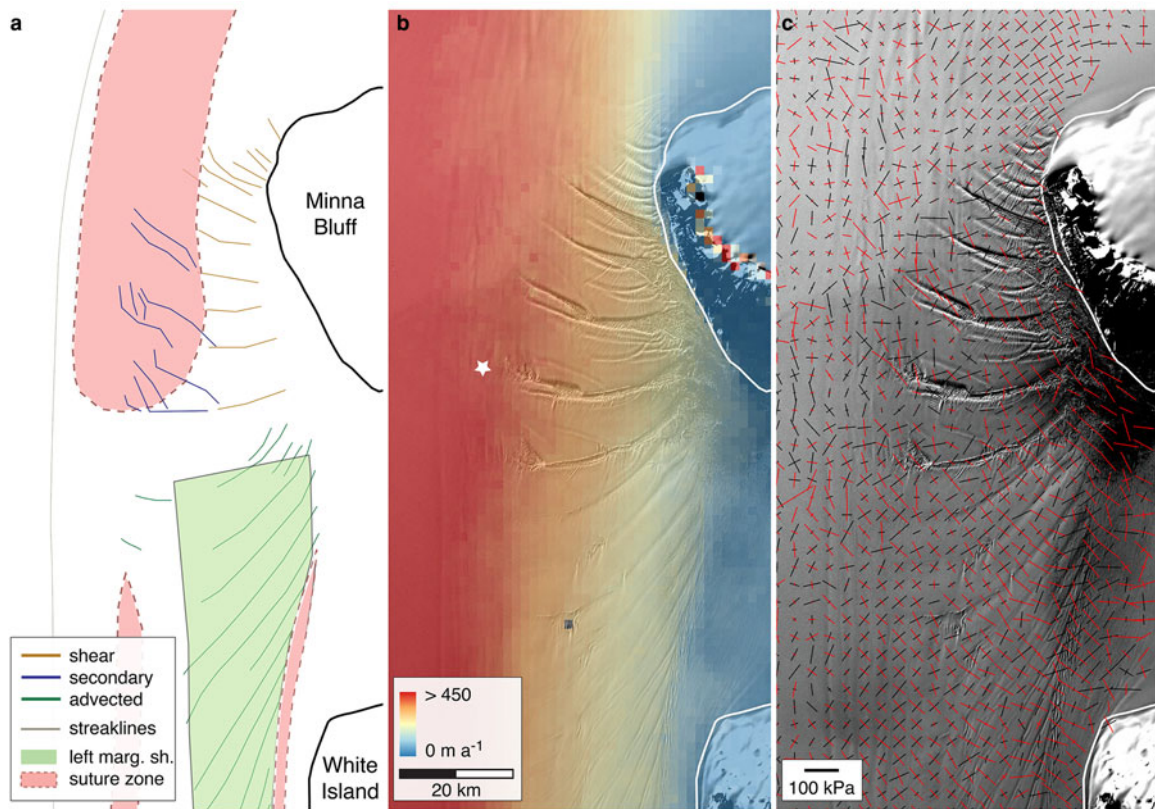 a
Minna
Bluff
shear
secondary
advected
streaklines
left marg. sh.
suture zone
White
Island
b
> 450
0 m a⁻¹
20 km
c
100 kPa